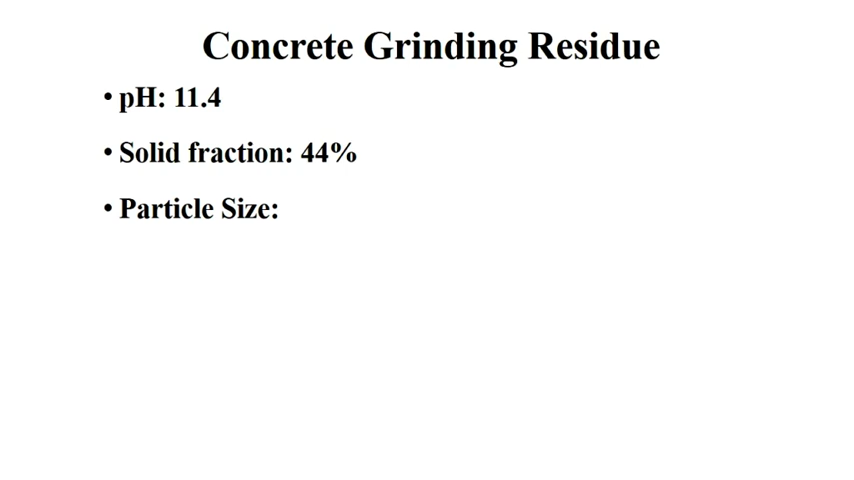 Concrete Grinding Residue
• pH: 11.4
• Solid fraction: 44%
• Particle Size: